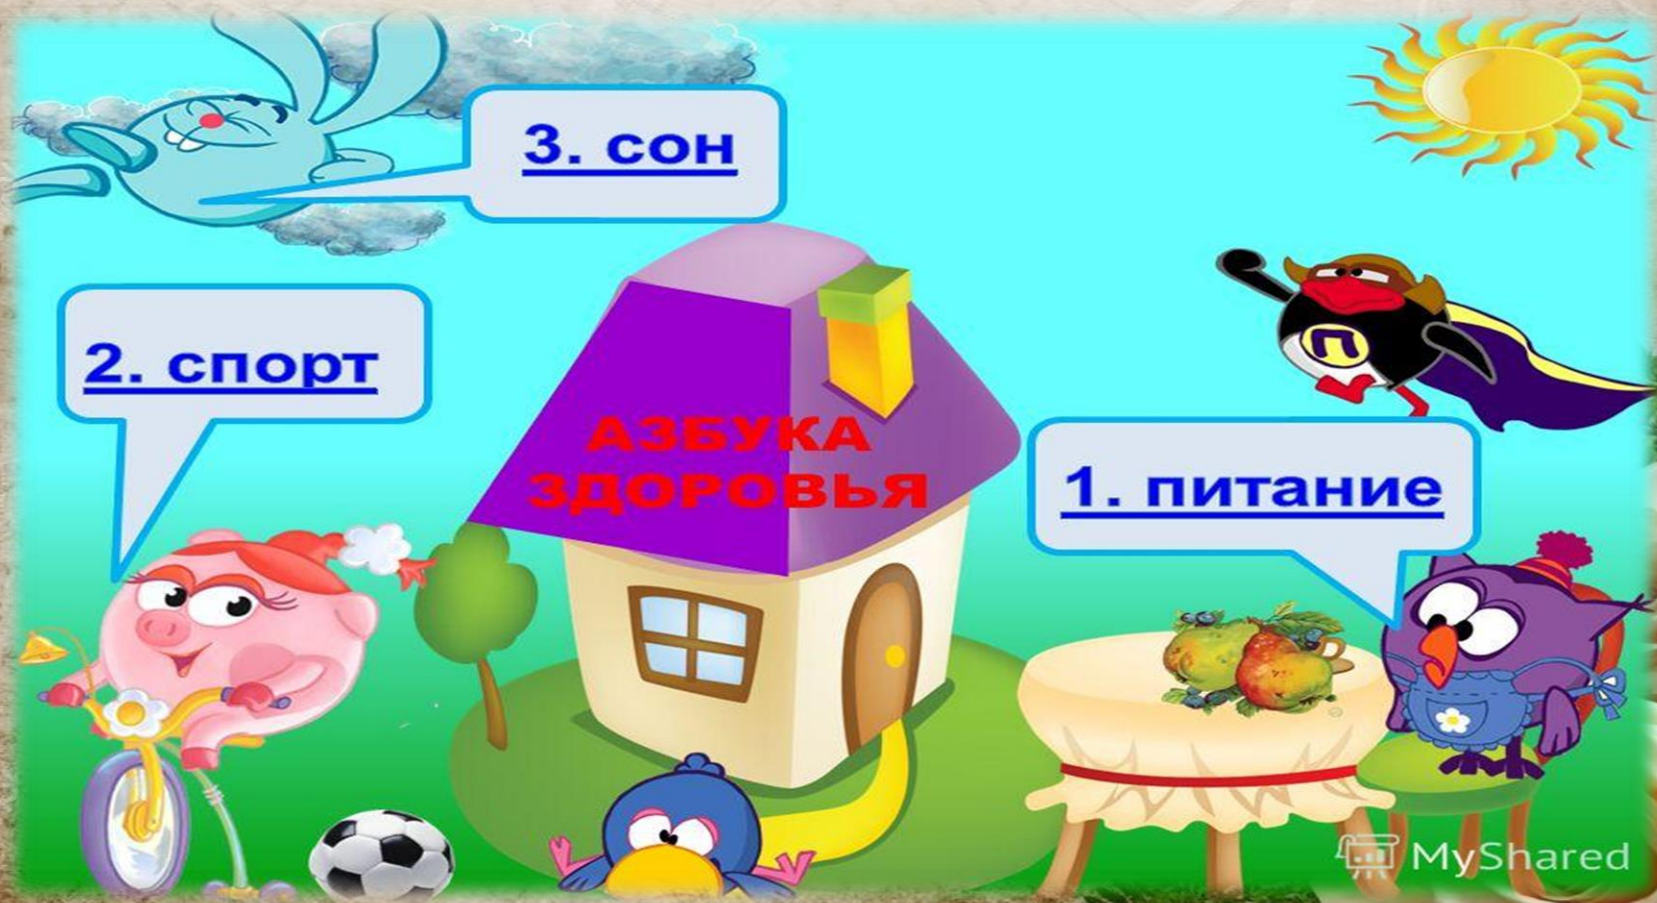 3. сон
2. спорт
АЗБУКА
ЗДОРОВЬЯ
П
1. питание
MyShared